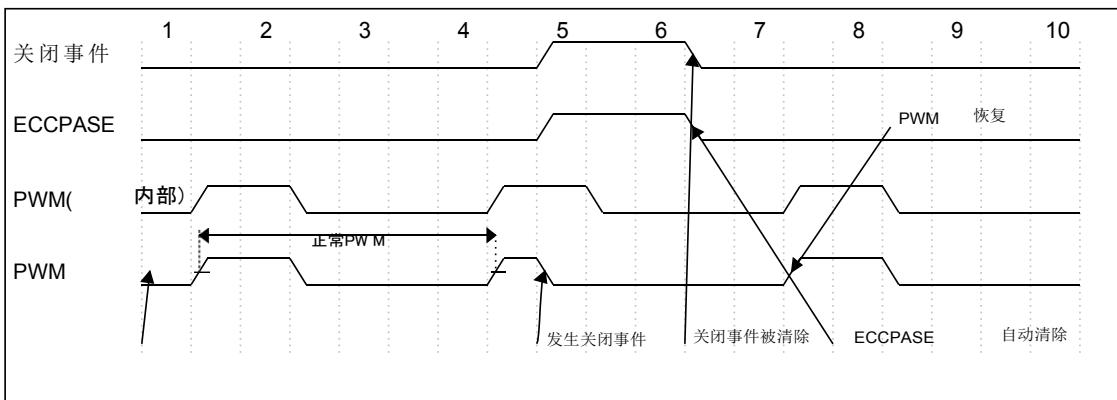 1 2 3 4 5 6 7 8 9 10
关闭事件
ECCPASE
PWM 恢复
PWM( 内部)
正常PW M
PWM
发生关闭事件 关闭事件被清除 ECCPASE 自动清除